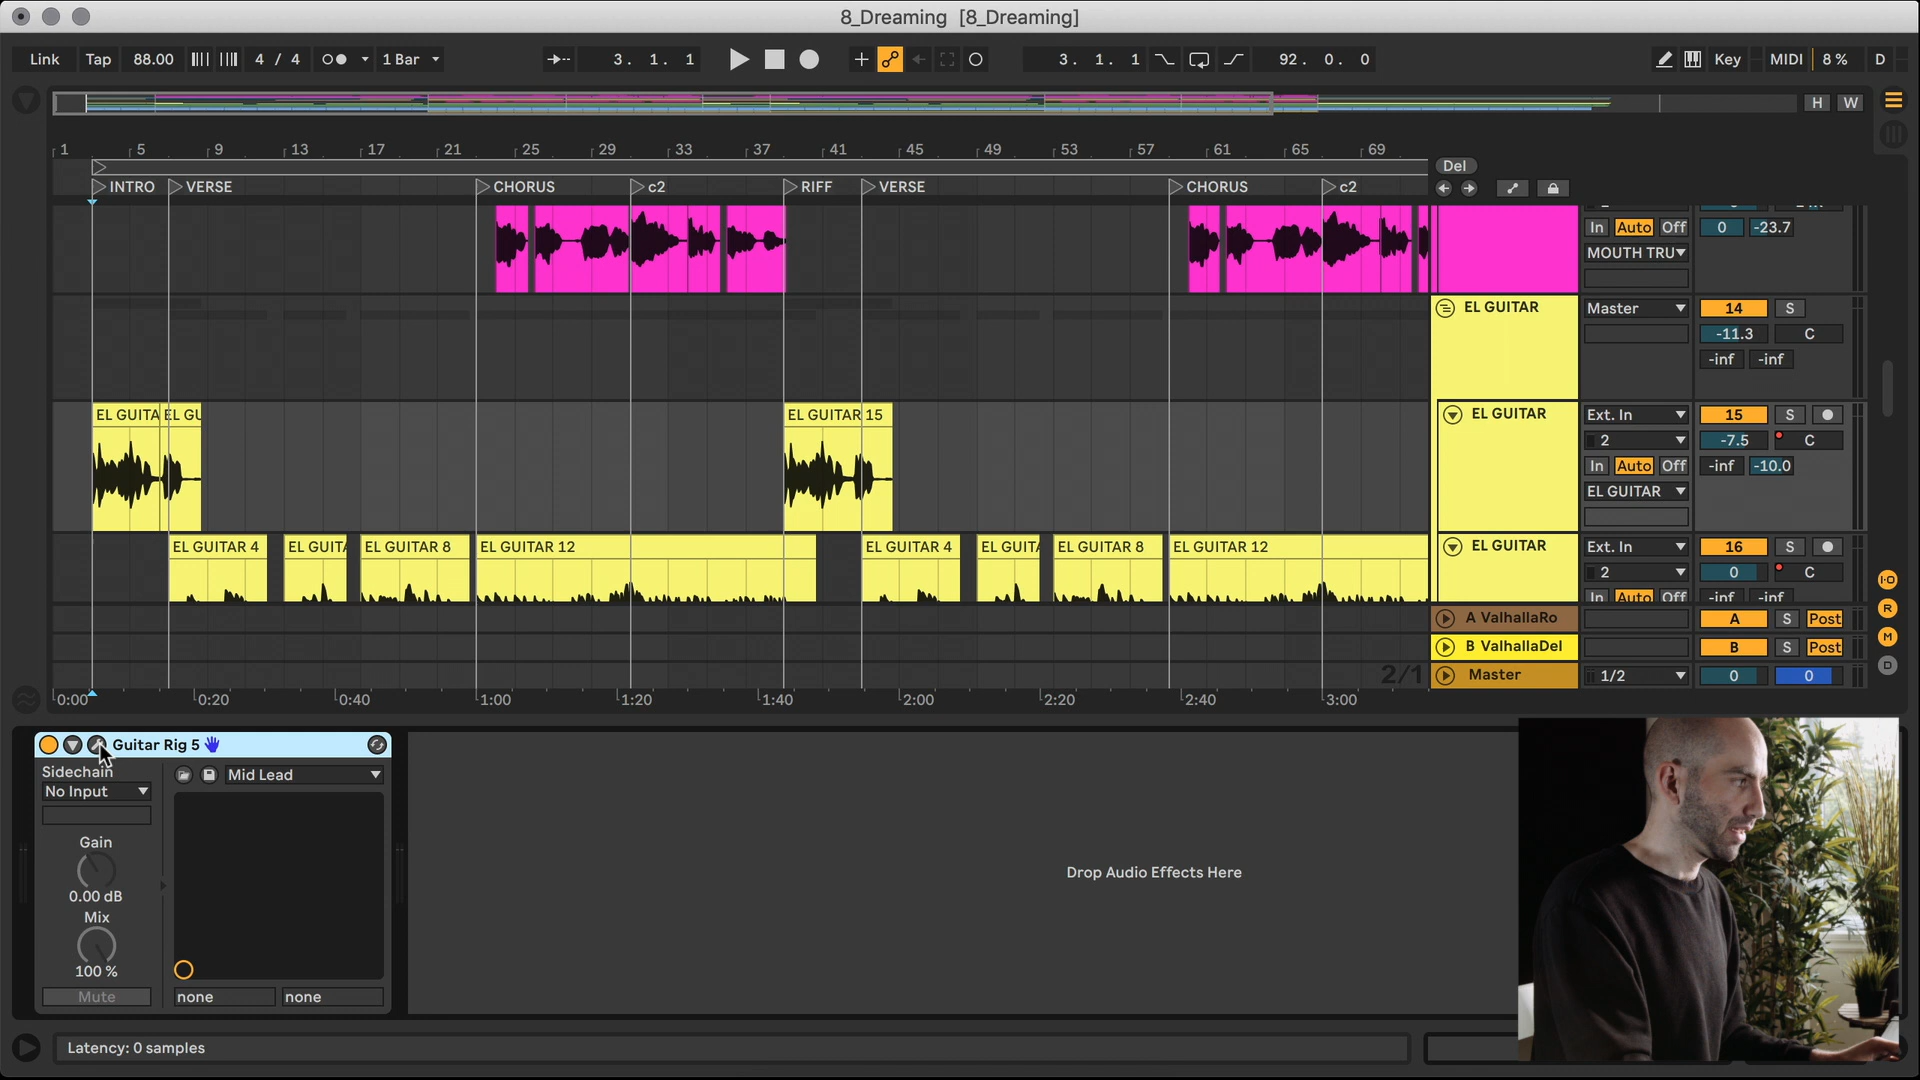 8_Dreaming [8_Dreaming]
Link Tap 88.00 4 / 4 1 Bar 3. 1. 1 3. 1. 1 92. 0. 0 Key MIDI 8 % D
H W
1 5 9 13 17 21 25 29 33 37 41 45 49 53 57 61 65 69
Del
INTRO VERSE CHORUS c2 RIFF VERSE CHORUS c2
In Auto Off 0 -23.7
MOUTH TRU
EL GUITAR Master 14 S
-11.3 C
-inf -inf
EL GUITA EL GU EL GUITAR 15 EL GUITAR Ext. In 15 S
2 -7.5 C
In Auto Off -inf -10.0
EL GUITAR
EL GUITAR 4 EL GUITA EL GUITAR 8 EL GUITAR 12 EL GUITAR 4 EL GUITA EL GUITAR 8 EL GUITAR 12 EL GUITAR Ext. In 16 S
2 0 C
In Auto Off -inf -inf
A ValhallaRo A S Post
B ValhallaDel B S Post
2/1 Master 1/2 0 0
0:00 0:20 0:40 1:00 1:20 1:40 2:00 2:20 2:40 3:00
I·O
R
M
D
Guitar Rig 5
Sidechain
No Input Mid Lead
Gain
0.00 dB
Mix
100 %
Mute none none
Drop Audio Effects Here
Latency: 0 samples